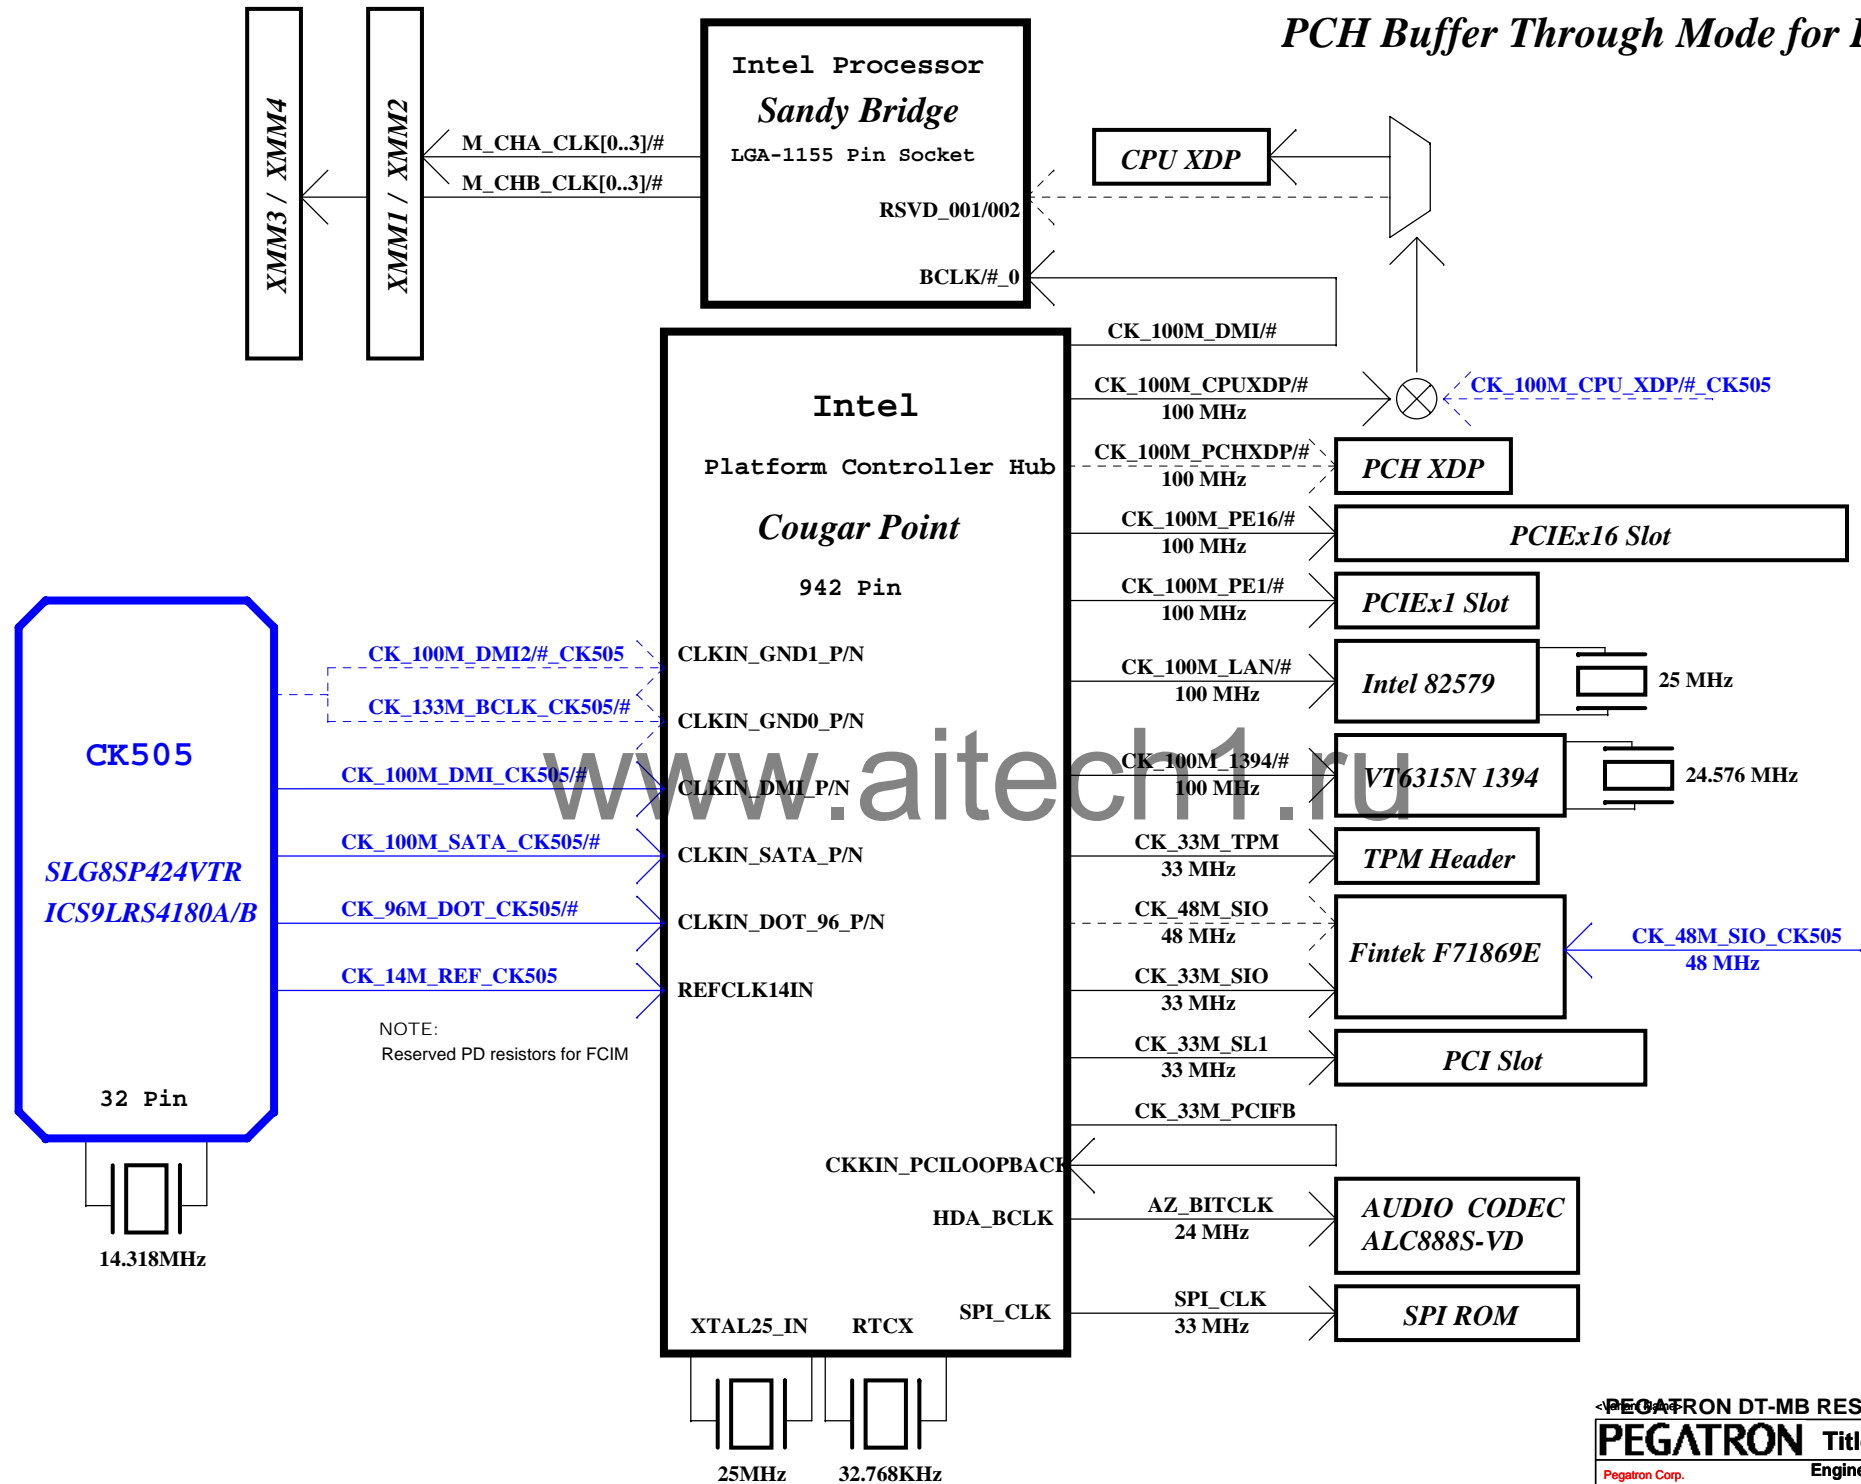 PCH Buffer Through Mode for
Intel Processor
Sandy Bridge
LGA-1155 Pin Socket
RSVD_001/002
BCLK/#_0
XMM3 / XMM4
XMM1 / XMM2
M_CHA_CLK[0..3]/#
M_CHB_CLK[0..3]/#
CPU XDP
CK_100M_DMI/#
CK_100M_CPUXDP/#
100 MHz
CK_100M_CPU_XDP/#_CK505
Intel
Platform Controller Hub
Cougar Point
942 Pin
CK_100M_PCHXDP/#
100 MHz
PCH XDP
CK_100M_PE16/#
100 MHz
PCIEx16 Slot
CK_100M_PE1/#
100 MHz
PCIEx1 Slot
CK_100M_LAN/#
100 MHz
Intel 82579
25 MHz
CK_100M_1394/#
100 MHz
VT6315N 1394
24.576 MHz
CK_33M_TPM
33 MHz
TPM Header
CK_48M_SIO
48 MHz
Fintek F71869E
CK_48M_SIO_CK505
48 MHz
CK_33M_SIO
33 MHz
CK_33M_SL1
33 MHz
PCI Slot
CK_33M_PCIFB
CKKIN_PCILOOPBACK
HDA_BCLK
AZ_BITCLK
24 MHz
AUDIO CODEC
ALC888S-VD
SPI_CLK
SPI_CLK
33 MHz
SPI ROM
CK505
SLG8SP424VTR
ICS9LRS4180A/B
32 Pin
14.318MHz
CK_100M_DMI2/#_CK505
CLKIN_GND1_P/N
CK_133M_BCLK_CK505/#
CLKIN_GND0_P/N
CK_100M_DMI_CK505/#
CLKIN_DMI_P/N
CK_100M_SATA_CK505/#
CLKIN_SATA_P/N
CK_96M_DOT_CK505/#
CLKIN_DOT_96_P/N
CK_14M_REF_CK505
REFCLK14IN
NOTE:
Reserved PD resistors for FCIM
XTAL25_IN
RTCX
25MHz
32.768KHz
www.aitech1.ru
<Variant Name>
PEGATRON DT-MB RES
PEGATRON
Titl
Pegatron Corp.
Engine